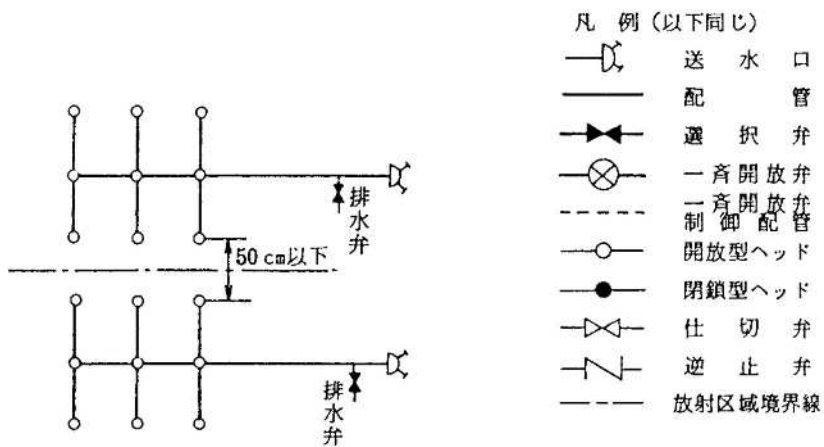 凡 例 (以下同じ)
送水口
配管
選択弁
一斉開放弁
一斉開放弁
制御配管
開放型ヘッド
閉鎖型ヘッド
仕切弁
逆止弁
放射区域境界線
排水弁
50cm以下
排水弁